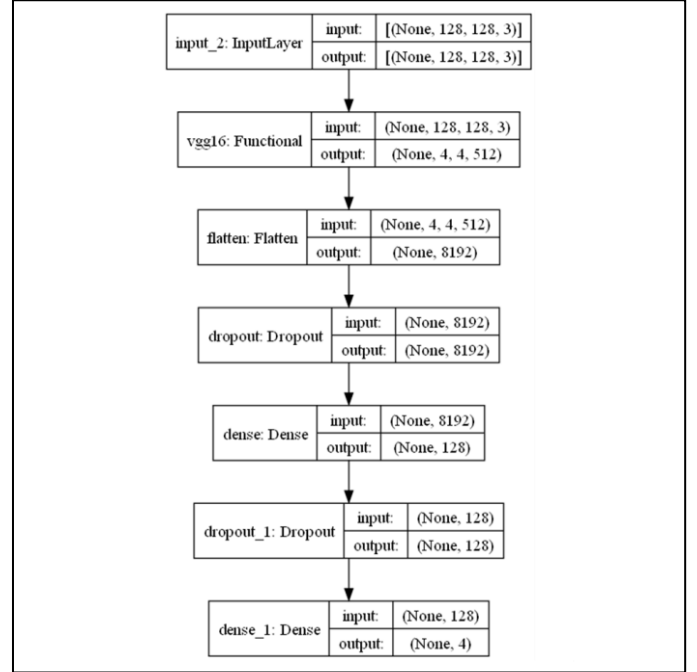 input_2: InputLayer
input: [(None, 128, 128, 3)]
output: [(None, 128, 128, 3)]
vgg16: Functional
input: (None, 128, 128, 3)
output: (None, 4, 4, 512)
flatten: Flatten
input: (None, 4, 4, 512)
output: (None, 8192)
dropout: Dropout
input: (None, 8192)
output: (None, 8192)
dense: Dense
input: (None, 8192)
output: (None, 128)
dropout_1: Dropout
input: (None, 128)
output: (None, 128)
dense_1: Dense
input: (None, 128)
output: (None, 4)